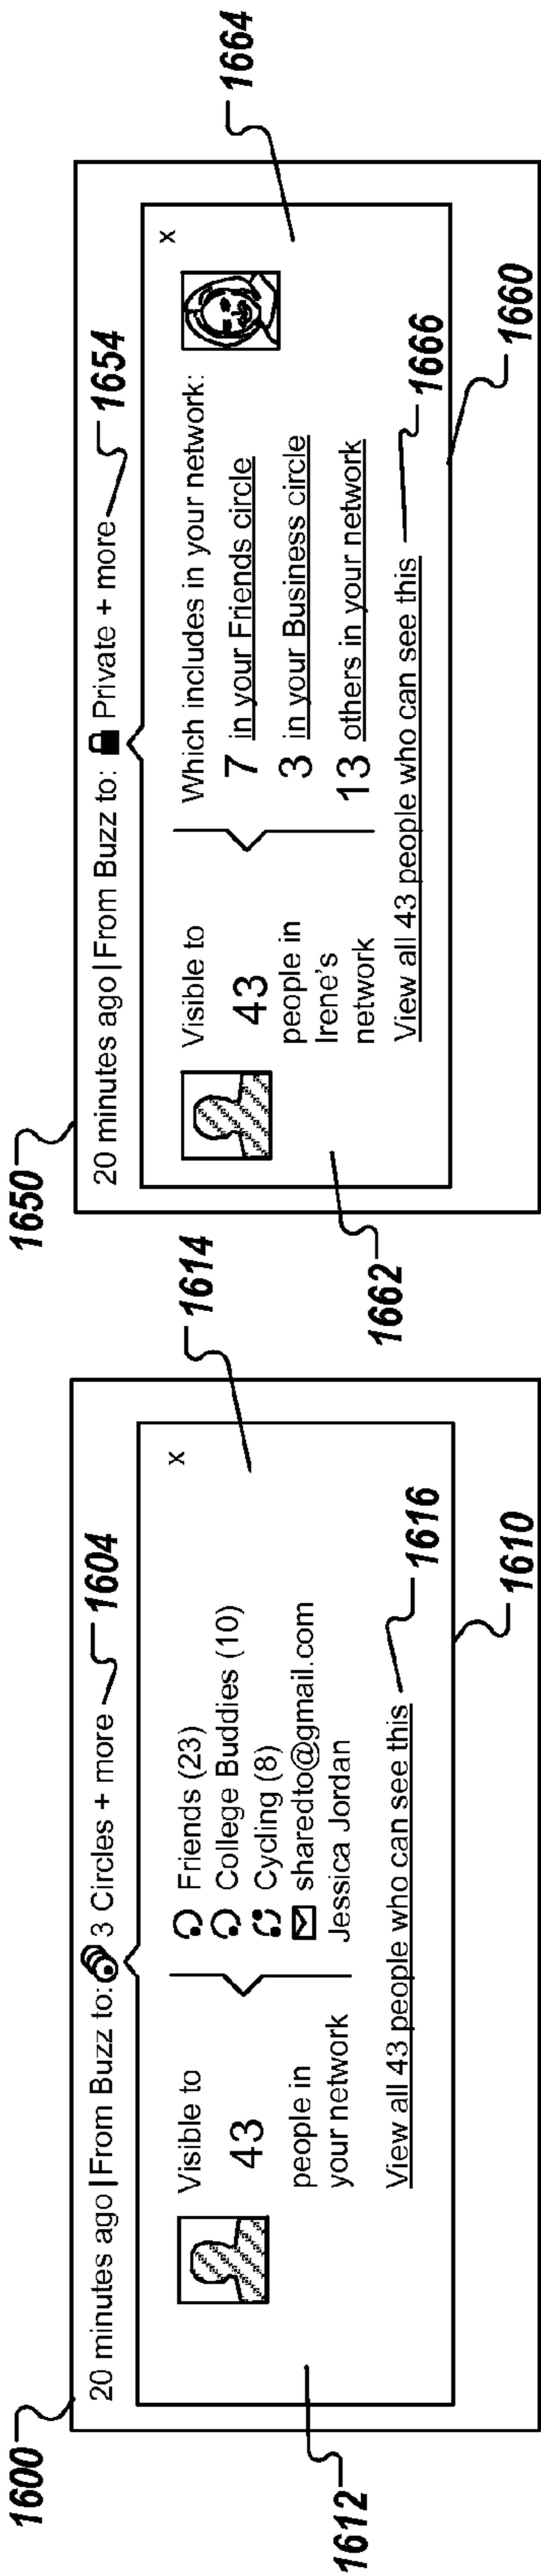 1600
20 minutes ago | From Buzz to: 3 Circles + more
1604
x
Visible to
43
people in
your network
Friends (23)
College Buddies (10)
Cycling (8)
sharedto@gmail.com
Jessica Jordan
View all 43 people who can see this
1616
1614
1612
1610
1650
20 minutes ago | From Buzz to: Private + more
1654
x
Visible to
43
people in
Irene's
network
Which includes in your network:
7 in your Friends circle
3 in your Business circle
13 others in your network
View all 43 people who can see this
1666
1664
1662
1660